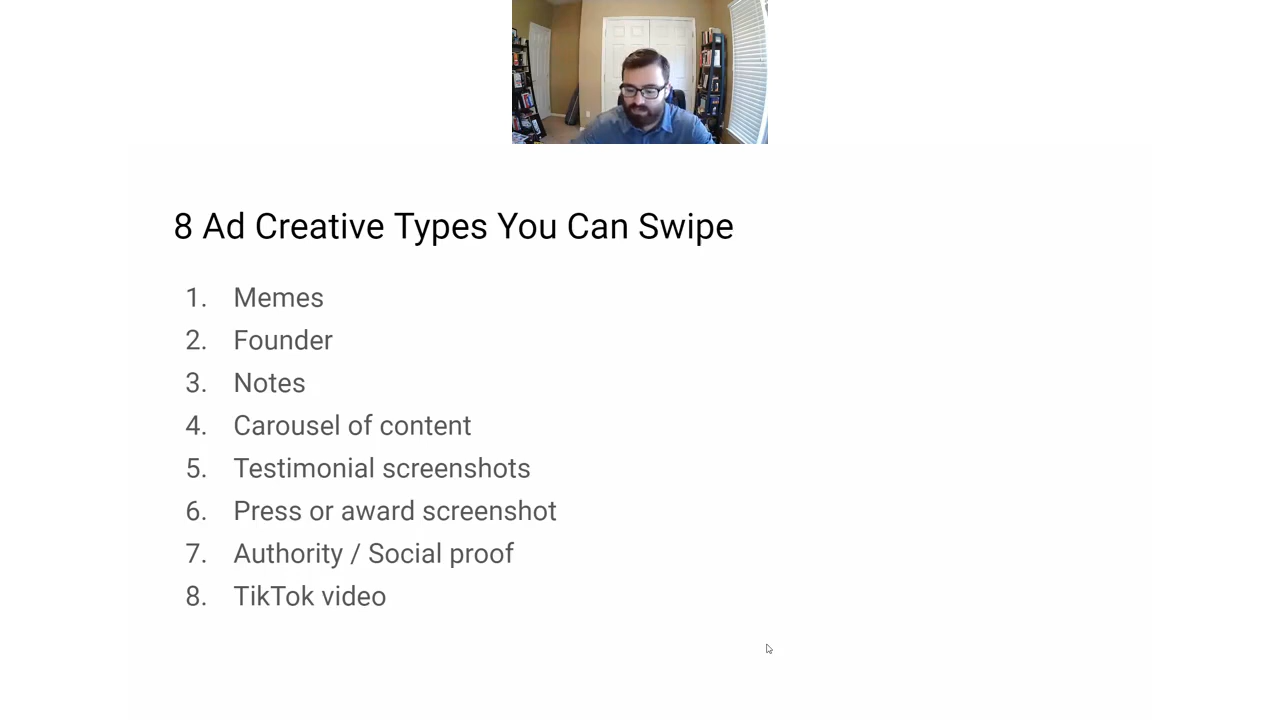 8 Ad Creative Types You Can Swipe
1. Memes
2. Founder
3. Notes
4. Carousel of content
5. Testimonial screenshots
6. Press or award screenshot
7. Authority / Social proof
8. TikTok video